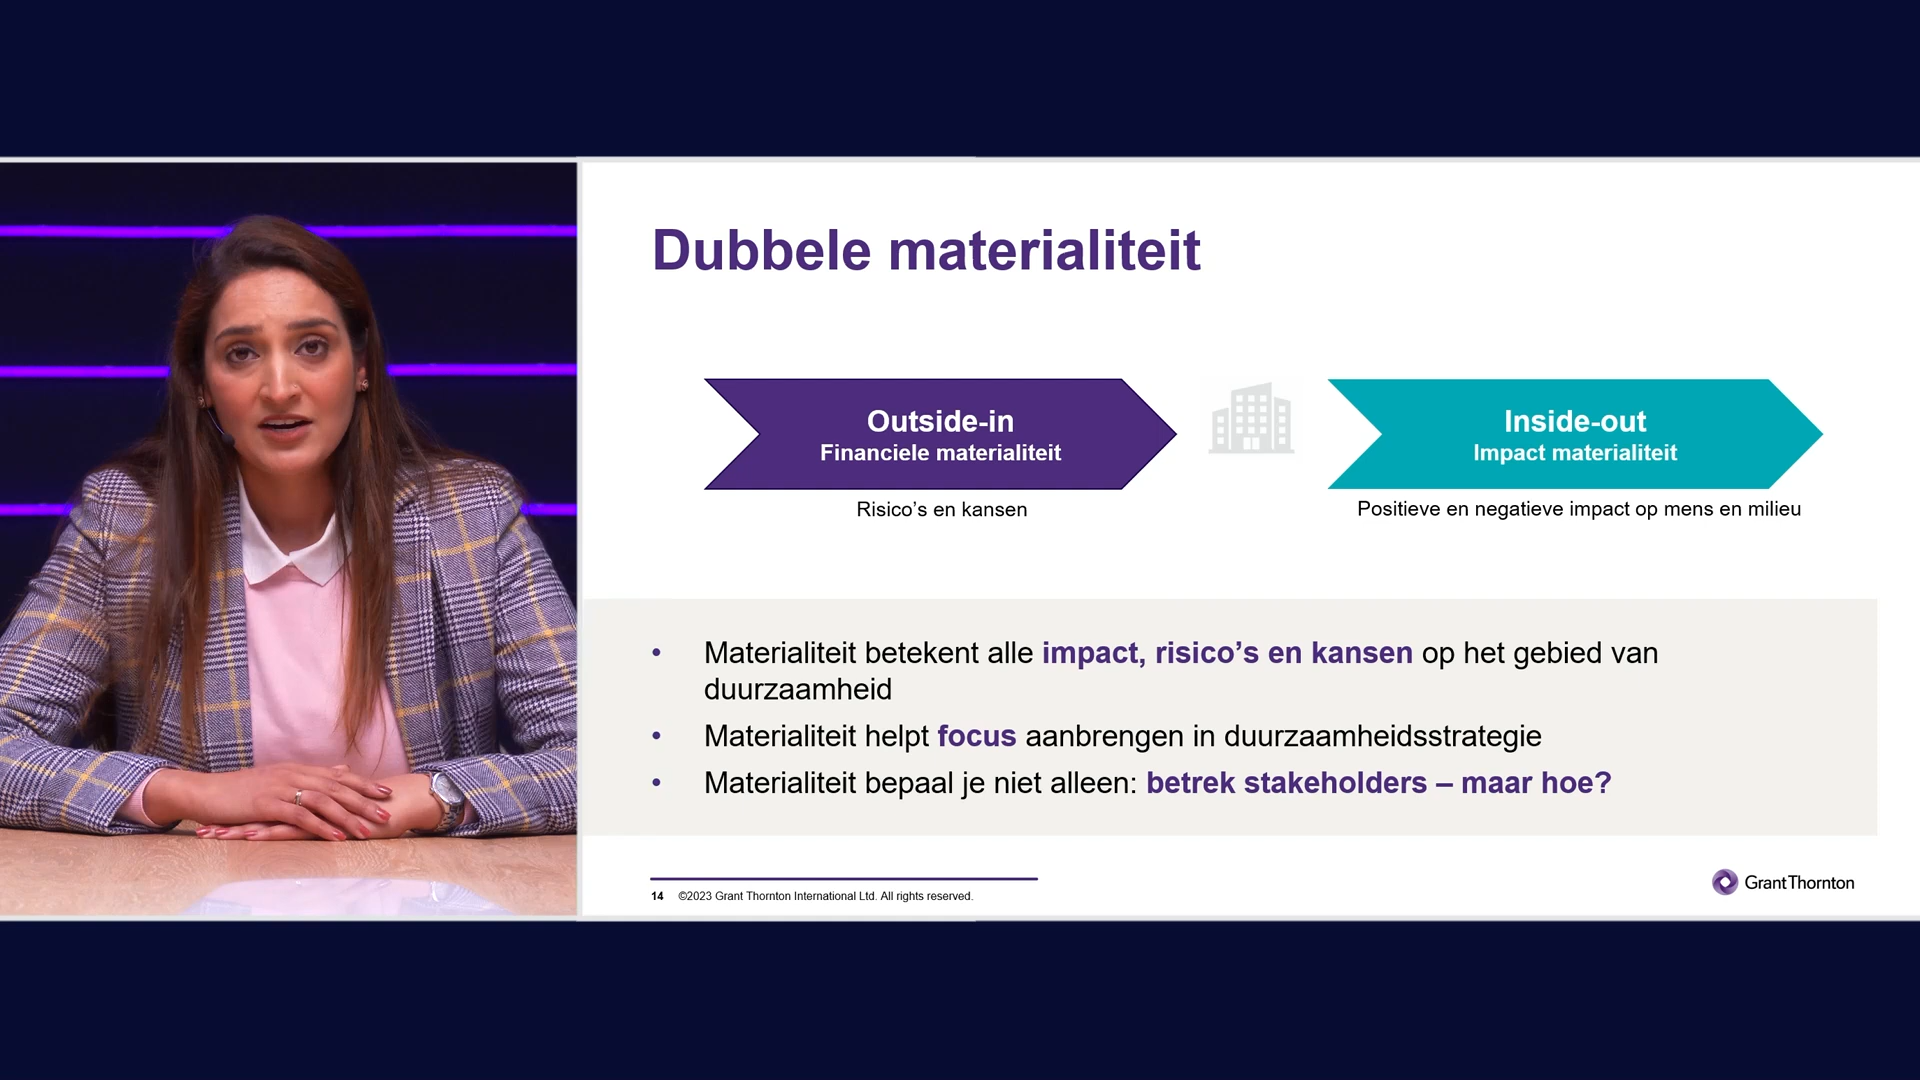 Dubbele materialiteit
Outside-in
Financiele materialiteit
Risico’s en kansen
Inside-out
Impact materialiteit
Positieve en negatieve impact op mens en milieu
• Materialiteit betekent alle impact, risico’s en kansen op het gebied van
duurzaamheid
• Materialiteit helpt focus aanbrengen in duurzaamheidsstrategie
• Materialiteit bepaal je niet alleen: betrek stakeholders – maar hoe?
14 ©2023 Grant Thornton International Ltd. All rights reserved.
GrantThornton